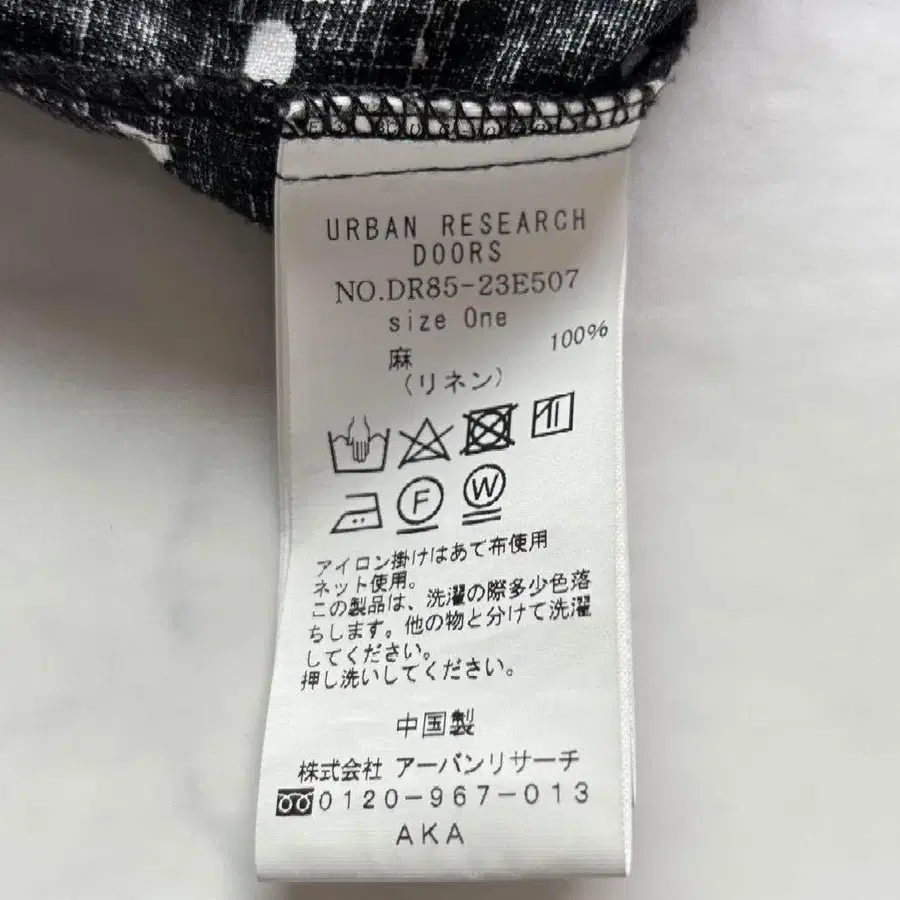 URBAN RESEARCH
DOORS
NO.DR85-23E507
size One
麻 100%
(リネン)
F W
アイロン掛けはあて布使用
ネット使用。
この製品は、洗濯の際多少色落
ちします。他の物と分けて洗濯
してください。
押し洗いしてください。
中国製
株式会社 アーバンリサーチ
0120-967-013
AKA